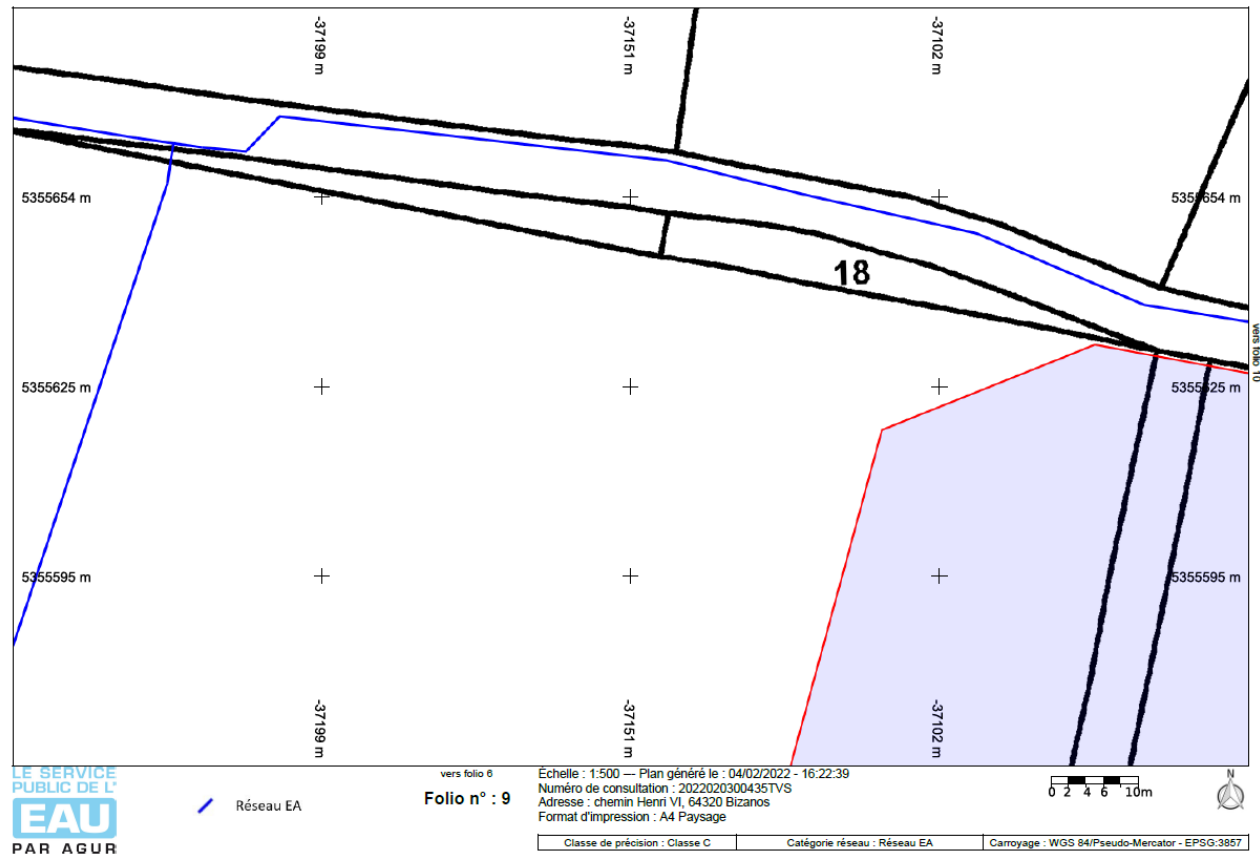 -37199 m
-37151 m
-37102 m
5355654 m
5355654 m
18
vers folio 10
5355625 m
5355625 m
5355595 m
5355595 m
-37199 m
-37151 m
-37102 m
LE SERVICE
PUBLIC DE L'
EAU
PAR AGUR
Réseau EA
vers folio 6
Folio n° : 9
Échelle : 1:500 --- Plan généré le : 04/02/2022 - 16:22:39
Numéro de consultation : 2022020300435TVS
Adresse : chemin Henri VI, 64320 Bizanos
Format d'impression : A4 Paysage
0 2 4 6 10m
N
Classe de précision : Classe C
Catégorie réseau : Réseau EA
Carroyage : WGS 84/Pseudo-Mercator - EPSG:3857